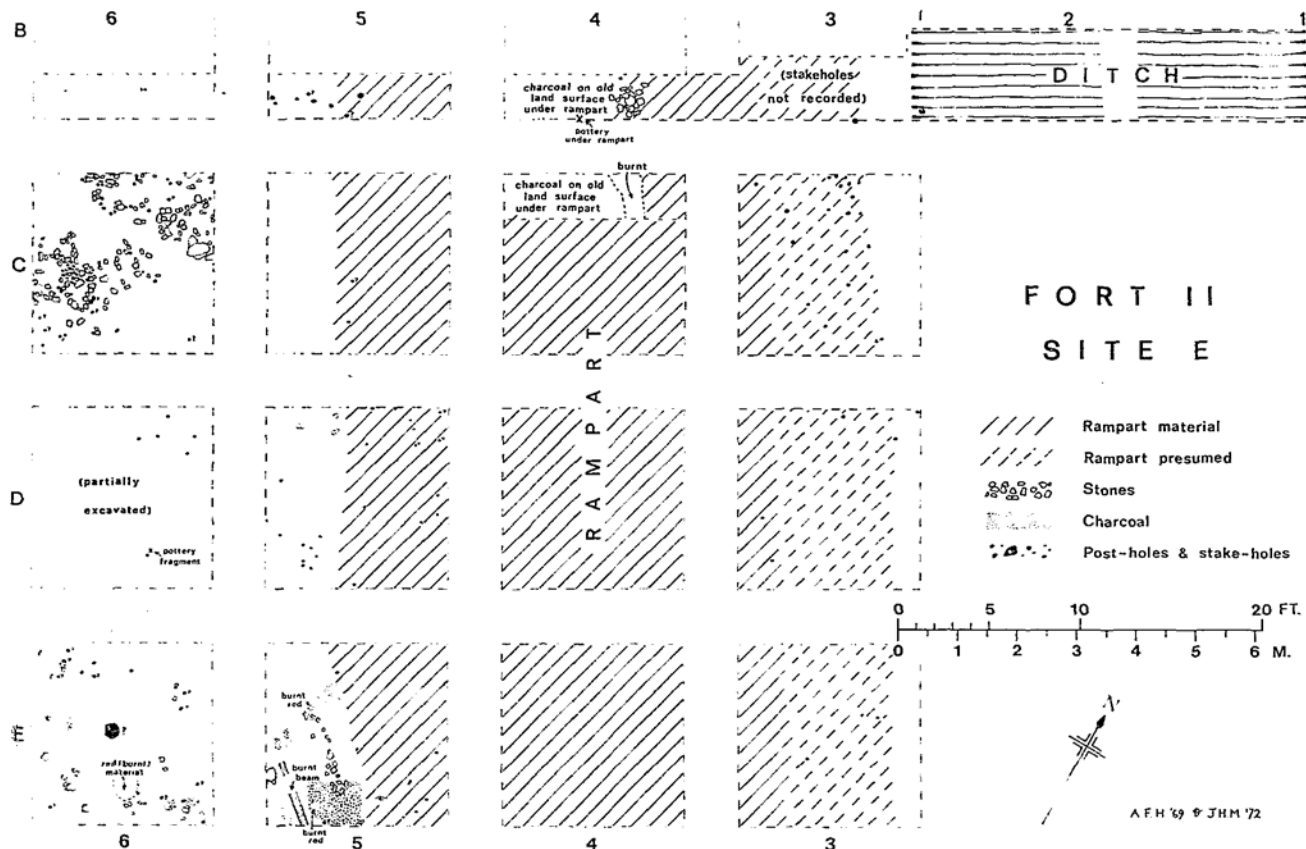 6 5 4 3 2 1
B
charcoal on old
land surface
under rampart
X
pottery
under rampart
(stakeholes
not recorded)
DITCH
burnt
charcoal on old
land surface
under rampart
C
?
?
RAMPART
FORT II
SITE E
Rampart material
Rampart presumed
Stones
Charcoal
Post-holes & stake-holes
D
(partially
excavated)
x
pottery
fragment
0 5 10 20 FT.
0 1 2 3 4 5 6 M.
N
E
?
red (burnt)
material
burnt
red
burnt
beam
burnt
red
A.F.H '69 & J.H.M '72
6 5 4 3